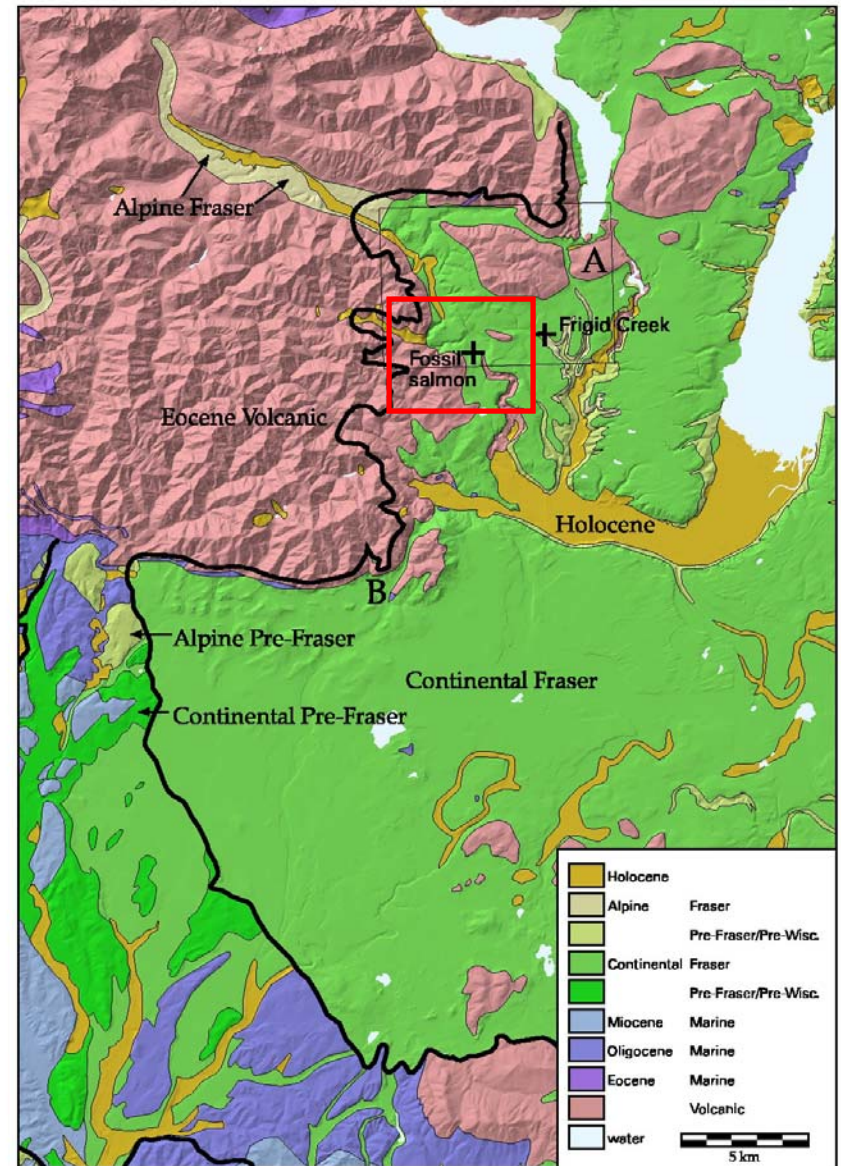 Alpine Fraser
A
Frigid Creek
Fossil
salmon
Eocene Volcanic
Holocene
B
Alpine Pre-Fraser
Continental Fraser
Continental Pre-Fraser
Holocene
Alpine Fraser
Pre-Fraser/Pre-Wisc.
Continental Fraser
Pre-Fraser/Pre-Wisc.
Miocene Marine
Oligocene Marine
Eocene Marine
Volcanic
water
5 km